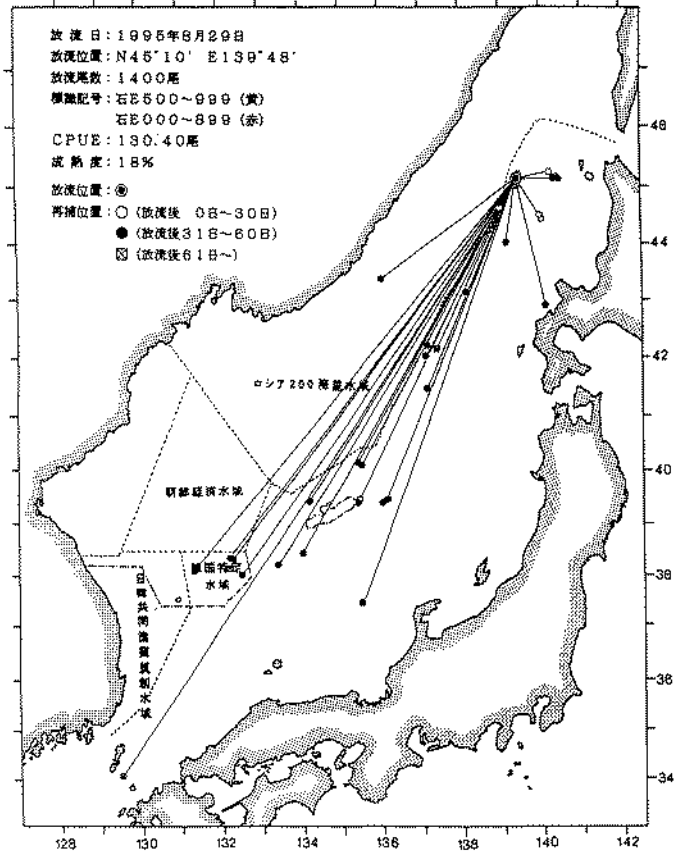 放流日:1995年8月29日
放流位置:N45°10′ E139°48′
放流尾数:1400尾
標識記号:石E500~999(黄)
石E000~899(赤)
CPUE:130.40尾
成熟度:18%
放流位置:◉
再捕位置:○(放流後 0日~30日)
●(放流後31日~60日)
(放流後61日~)
48
44
42
40
38
36
34
ロシア200海里水域
朝鮮経済水域
韓国特定
水域
128
130
132
134
136
138
140
142